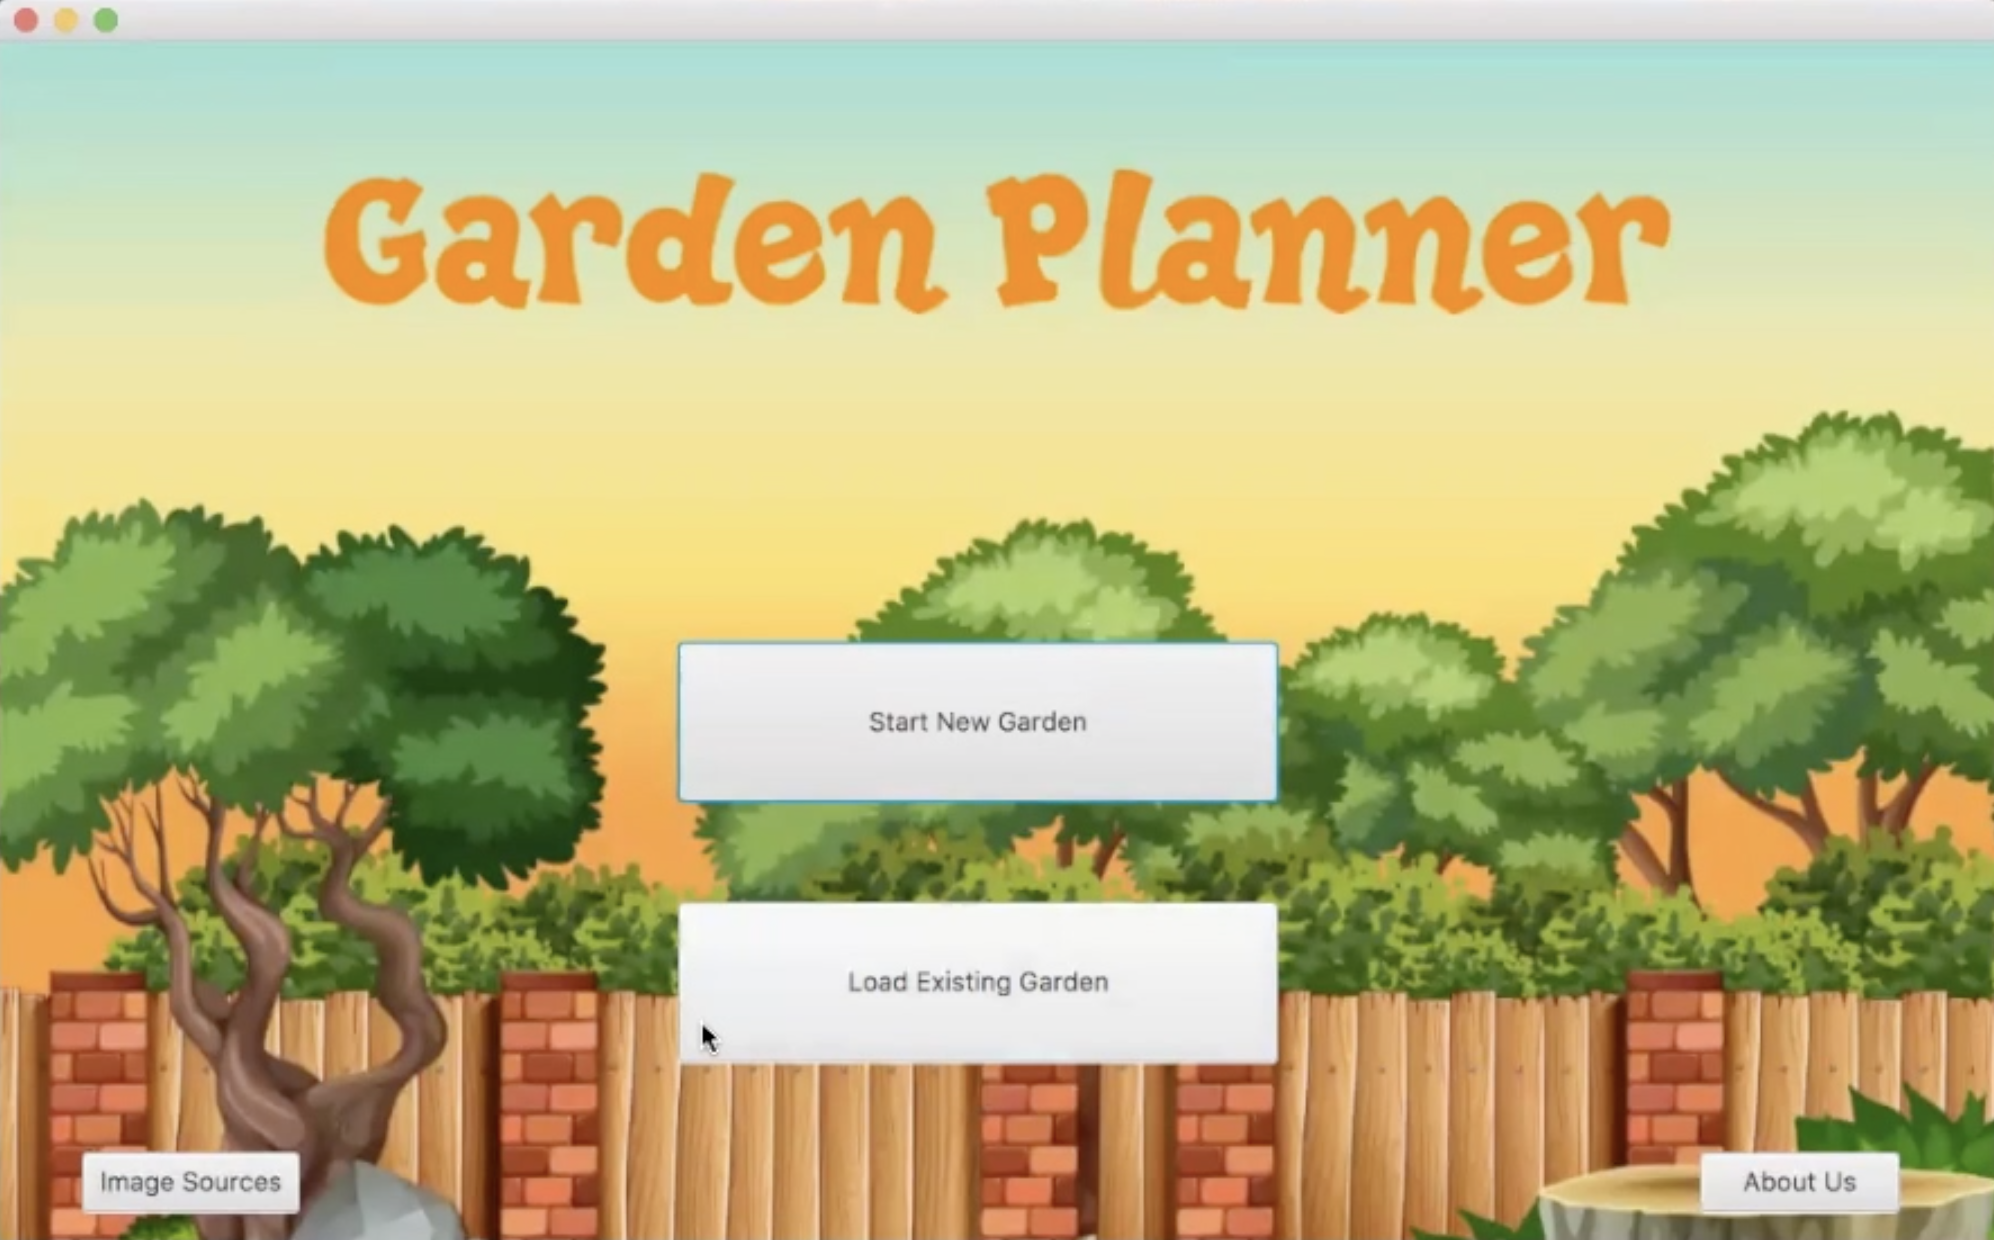 Garden Planner
Start New Garden
Load Existing Garden
Image Sources
About Us